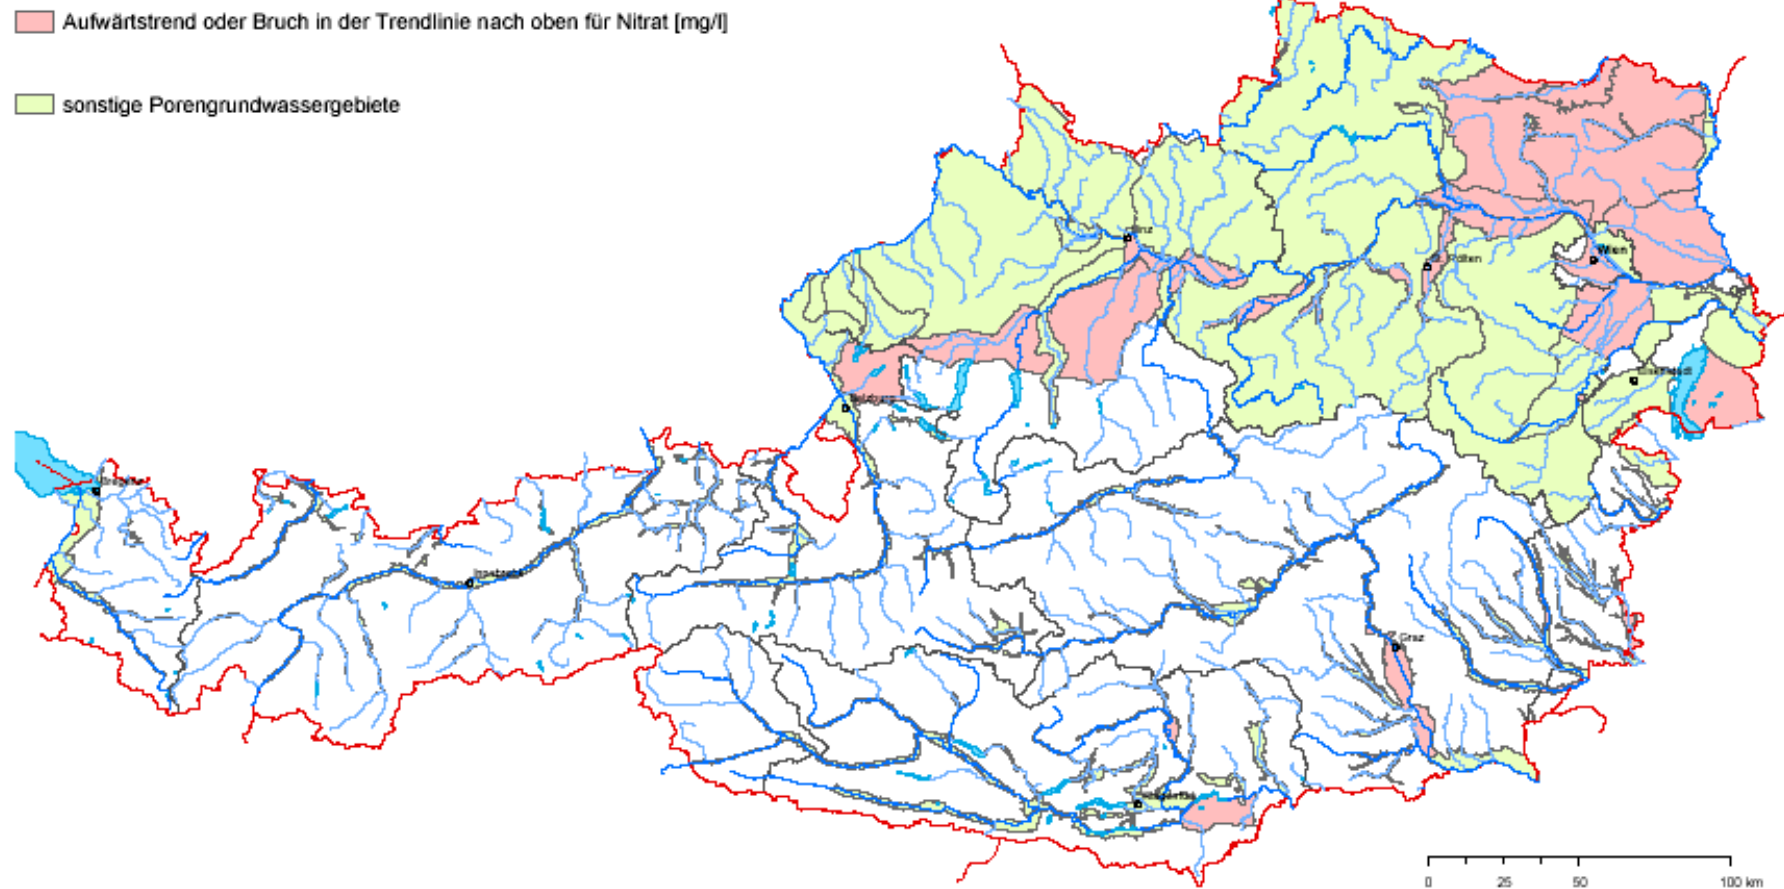 Aufwärtstrend oder Bruch in der Trendlinie nach oben für Nitrat [mg/l]
sonstige Porengrundwassergebiete
Linz
Wien
St. Pölten
Eisenstadt
Salzburg
Bregenz
Innsbruck
Graz
Klagenfurt
0 25 50 100 km